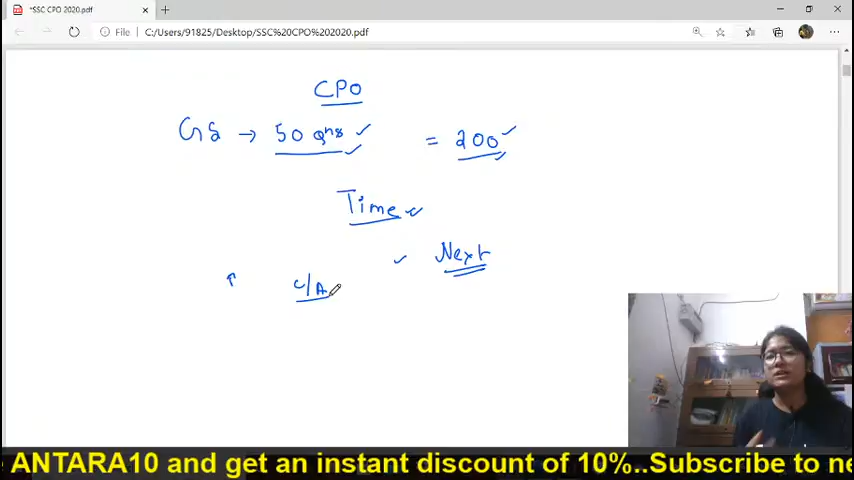 *SSC CPO 2020.pdf
File | C:/Users/91825/Desktop/SSC%20CPO%202020.pdf
CPO
GS → 50 Qns = 200
Time
Next
C/A
ANTARA10 and get an instant discount of 10%..Subscribe to ne